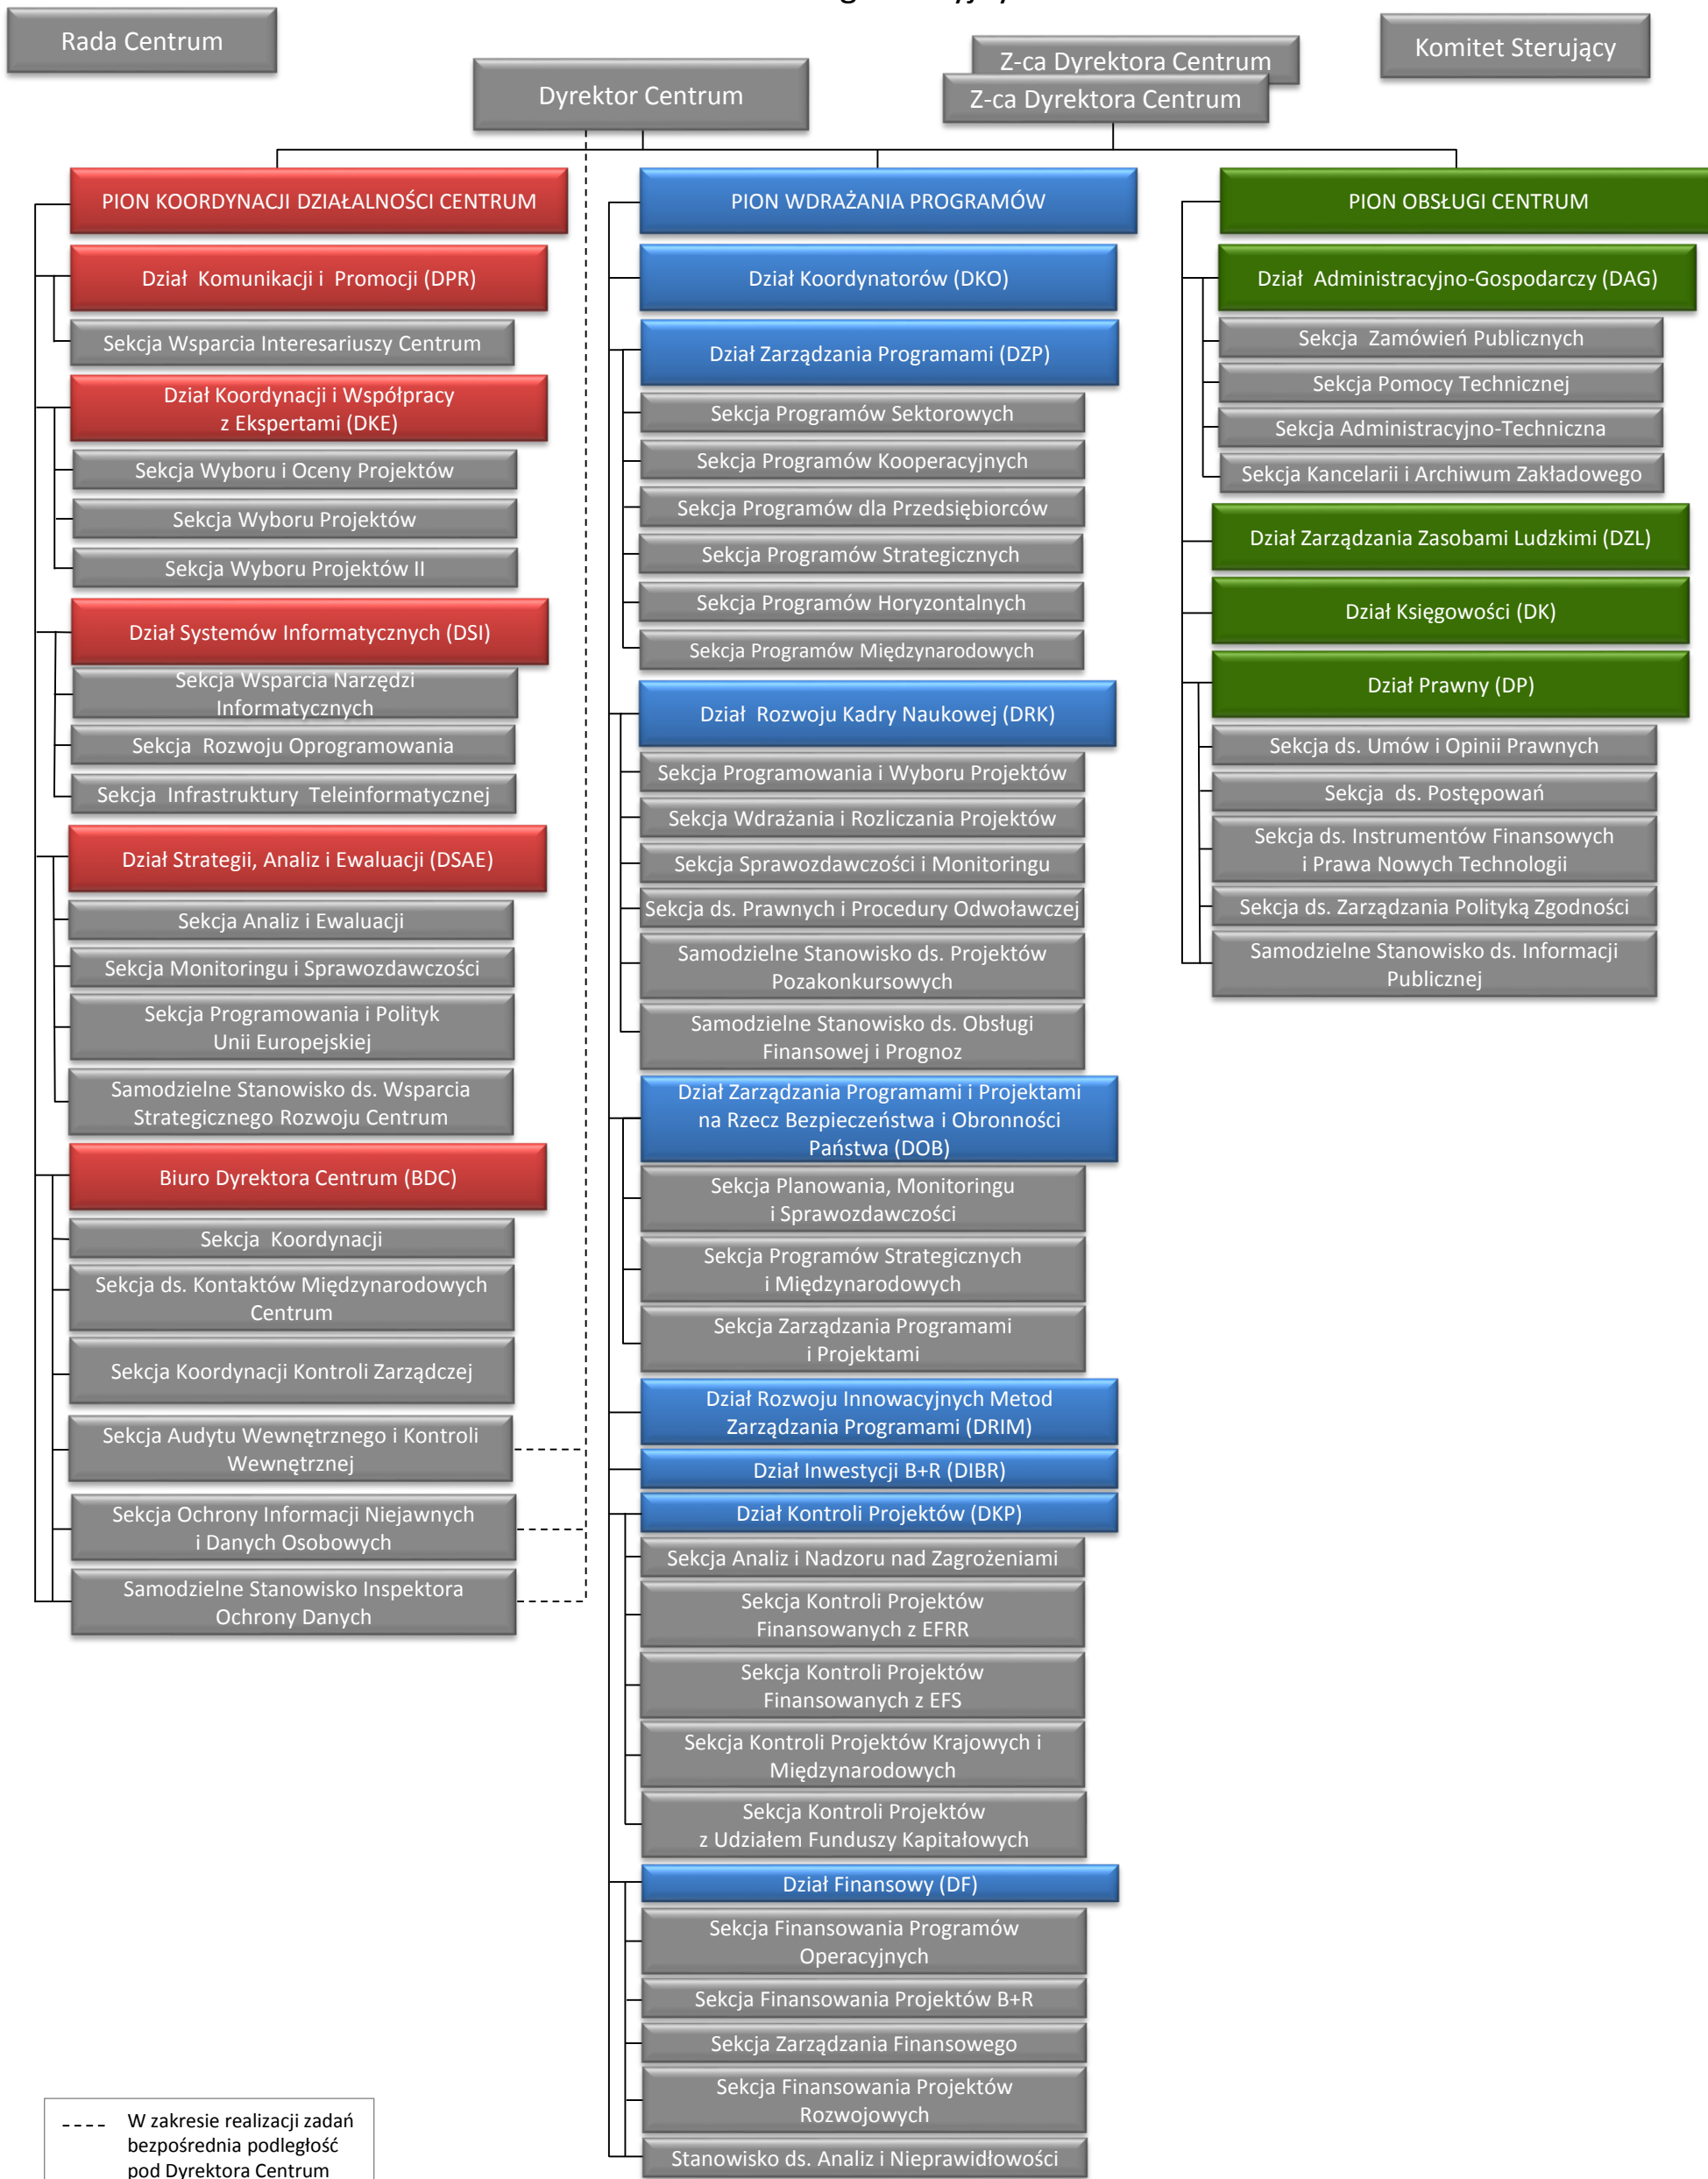 Rada Centrum
Dyrektor Centrum
Z-ca Dyrektora Centrum
Z-ca Dyrektora Centrum
Komitet Sterujący
PION KOORDYNACJI DZIAŁALNOŚCI CENTRUM
Dział Komunikacji i Promocji (DPR)
Sekcja Wsparcia Interesariuszy Centrum
Dział Koordynacji i Współpracy
z Ekspertami (DKE)
Sekcja Wyboru i Oceny Projektów
Sekcja Wyboru Projektów
Sekcja Wyboru Projektów II
Dział Systemów Informatycznych (DSI)
Sekcja Wsparcia Narzędzi
Informatycznych
Sekcja Rozwoju Oprogramowania
Sekcja Infrastruktury Teleinformatycznej
Dział Strategii, Analiz i Ewaluacji (DSAE)
Sekcja Analiz i Ewaluacji
Sekcja Monitoringu i Sprawozdawczości
Sekcja Programowania i Polityk
Unii Europejskiej
Samodzielne Stanowisko ds. Wsparcia
Strategicznego Rozwoju Centrum
Biuro Dyrektora Centrum (BDC)
Sekcja Koordynacji
Sekcja ds. Kontaktów Międzynarodowych
Centrum
Sekcja Koordynacji Kontroli Zarządczej
Sekcja Audytu Wewnętrznego i Kontroli
Wewnętrznej
Sekcja Ochrony Informacji Niejawnych
i Danych Osobowych
Samodzielne Stanowisko Inspektora
Ochrony Danych
PION WDRAŻANIA PROGRAMÓW
Dział Koordynatorów (DKO)
Dział Zarządzania Programami (DZP)
Sekcja Programów Sektorowych
Sekcja Programów Kooperacyjnych
Sekcja Programów dla Przedsiębiorców
Sekcja Programów Strategicznych
Sekcja Programów Horyzontalnych
Sekcja Programów Międzynarodowych
Dział Rozwoju Kadry Naukowej (DRK)
Sekcja Programowania i Wyboru Projektów
Sekcja Wdrażania i Rozliczania Projektów
Sekcja Sprawozdawczości i Monitoringu
Sekcja ds. Prawnych i Procedury Odwoławczej
Samodzielne Stanowisko ds. Projektów
Pozakonkursowych
Samodzielne Stanowisko ds. Obsługi
Finansowej i Prognoz
Dział Zarządzania Programami i Projektami
na Rzecz Bezpieczeństwa i Obronności
Państwa (DOB)
Sekcja Planowania, Monitoringu
i Sprawozdawczości
Sekcja Programów Strategicznych
i Międzynarodowych
Sekcja Zarządzania Programami
i Projektami
Dział Rozwoju Innowacyjnych Metod
Zarządzania Programami (DRIM)
Dział Inwestycji B+R (DIBR)
Dział Kontroli Projektów (DKP)
Sekcja Analiz i Nadzoru nad Zagrożeniami
Sekcja Kontroli Projektów
Finansowanych z EFRR
Sekcja Kontroli Projektów
Finansowanych z EFS
Sekcja Kontroli Projektów Krajowych i
Międzynarodowych
Sekcja Kontroli Projektów
z Udziałem Funduszy Kapitałowych
Dział Finansowy (DF)
Sekcja Finansowania Programów
Operacyjnych
Sekcja Finansowania Projektów B+R
Sekcja Zarządzania Finansowego
Sekcja Finansowania Projektów
Rozwojowych
Stanowisko ds. Analiz i Nieprawidłowości
PION OBSŁUGI CENTRUM
Dział Administracyjno-Gospodarczy (DAG)
Sekcja Zamówień Publicznych
Sekcja Pomocy Technicznej
Sekcja Administracyjno-Techniczna
Sekcja Kancelarii i Archiwum Zakładowego
Dział Zarządzania Zasobami Ludzkimi (DZL)
Dział Księgowości (DK)
Dział Prawny (DP)
Sekcja ds. Umów i Opinii Prawnych
Sekcja ds. Postępowań
Sekcja ds. Instrumentów Finansowych
i Prawa Nowych Technologii
Sekcja ds. Zarządzania Polityką Zgodności
Samodzielne Stanowisko ds. Informacji
Publicznej
W zakresie realizacji zadań
bezpośrednia podległość
pod Dyrektora Centrum